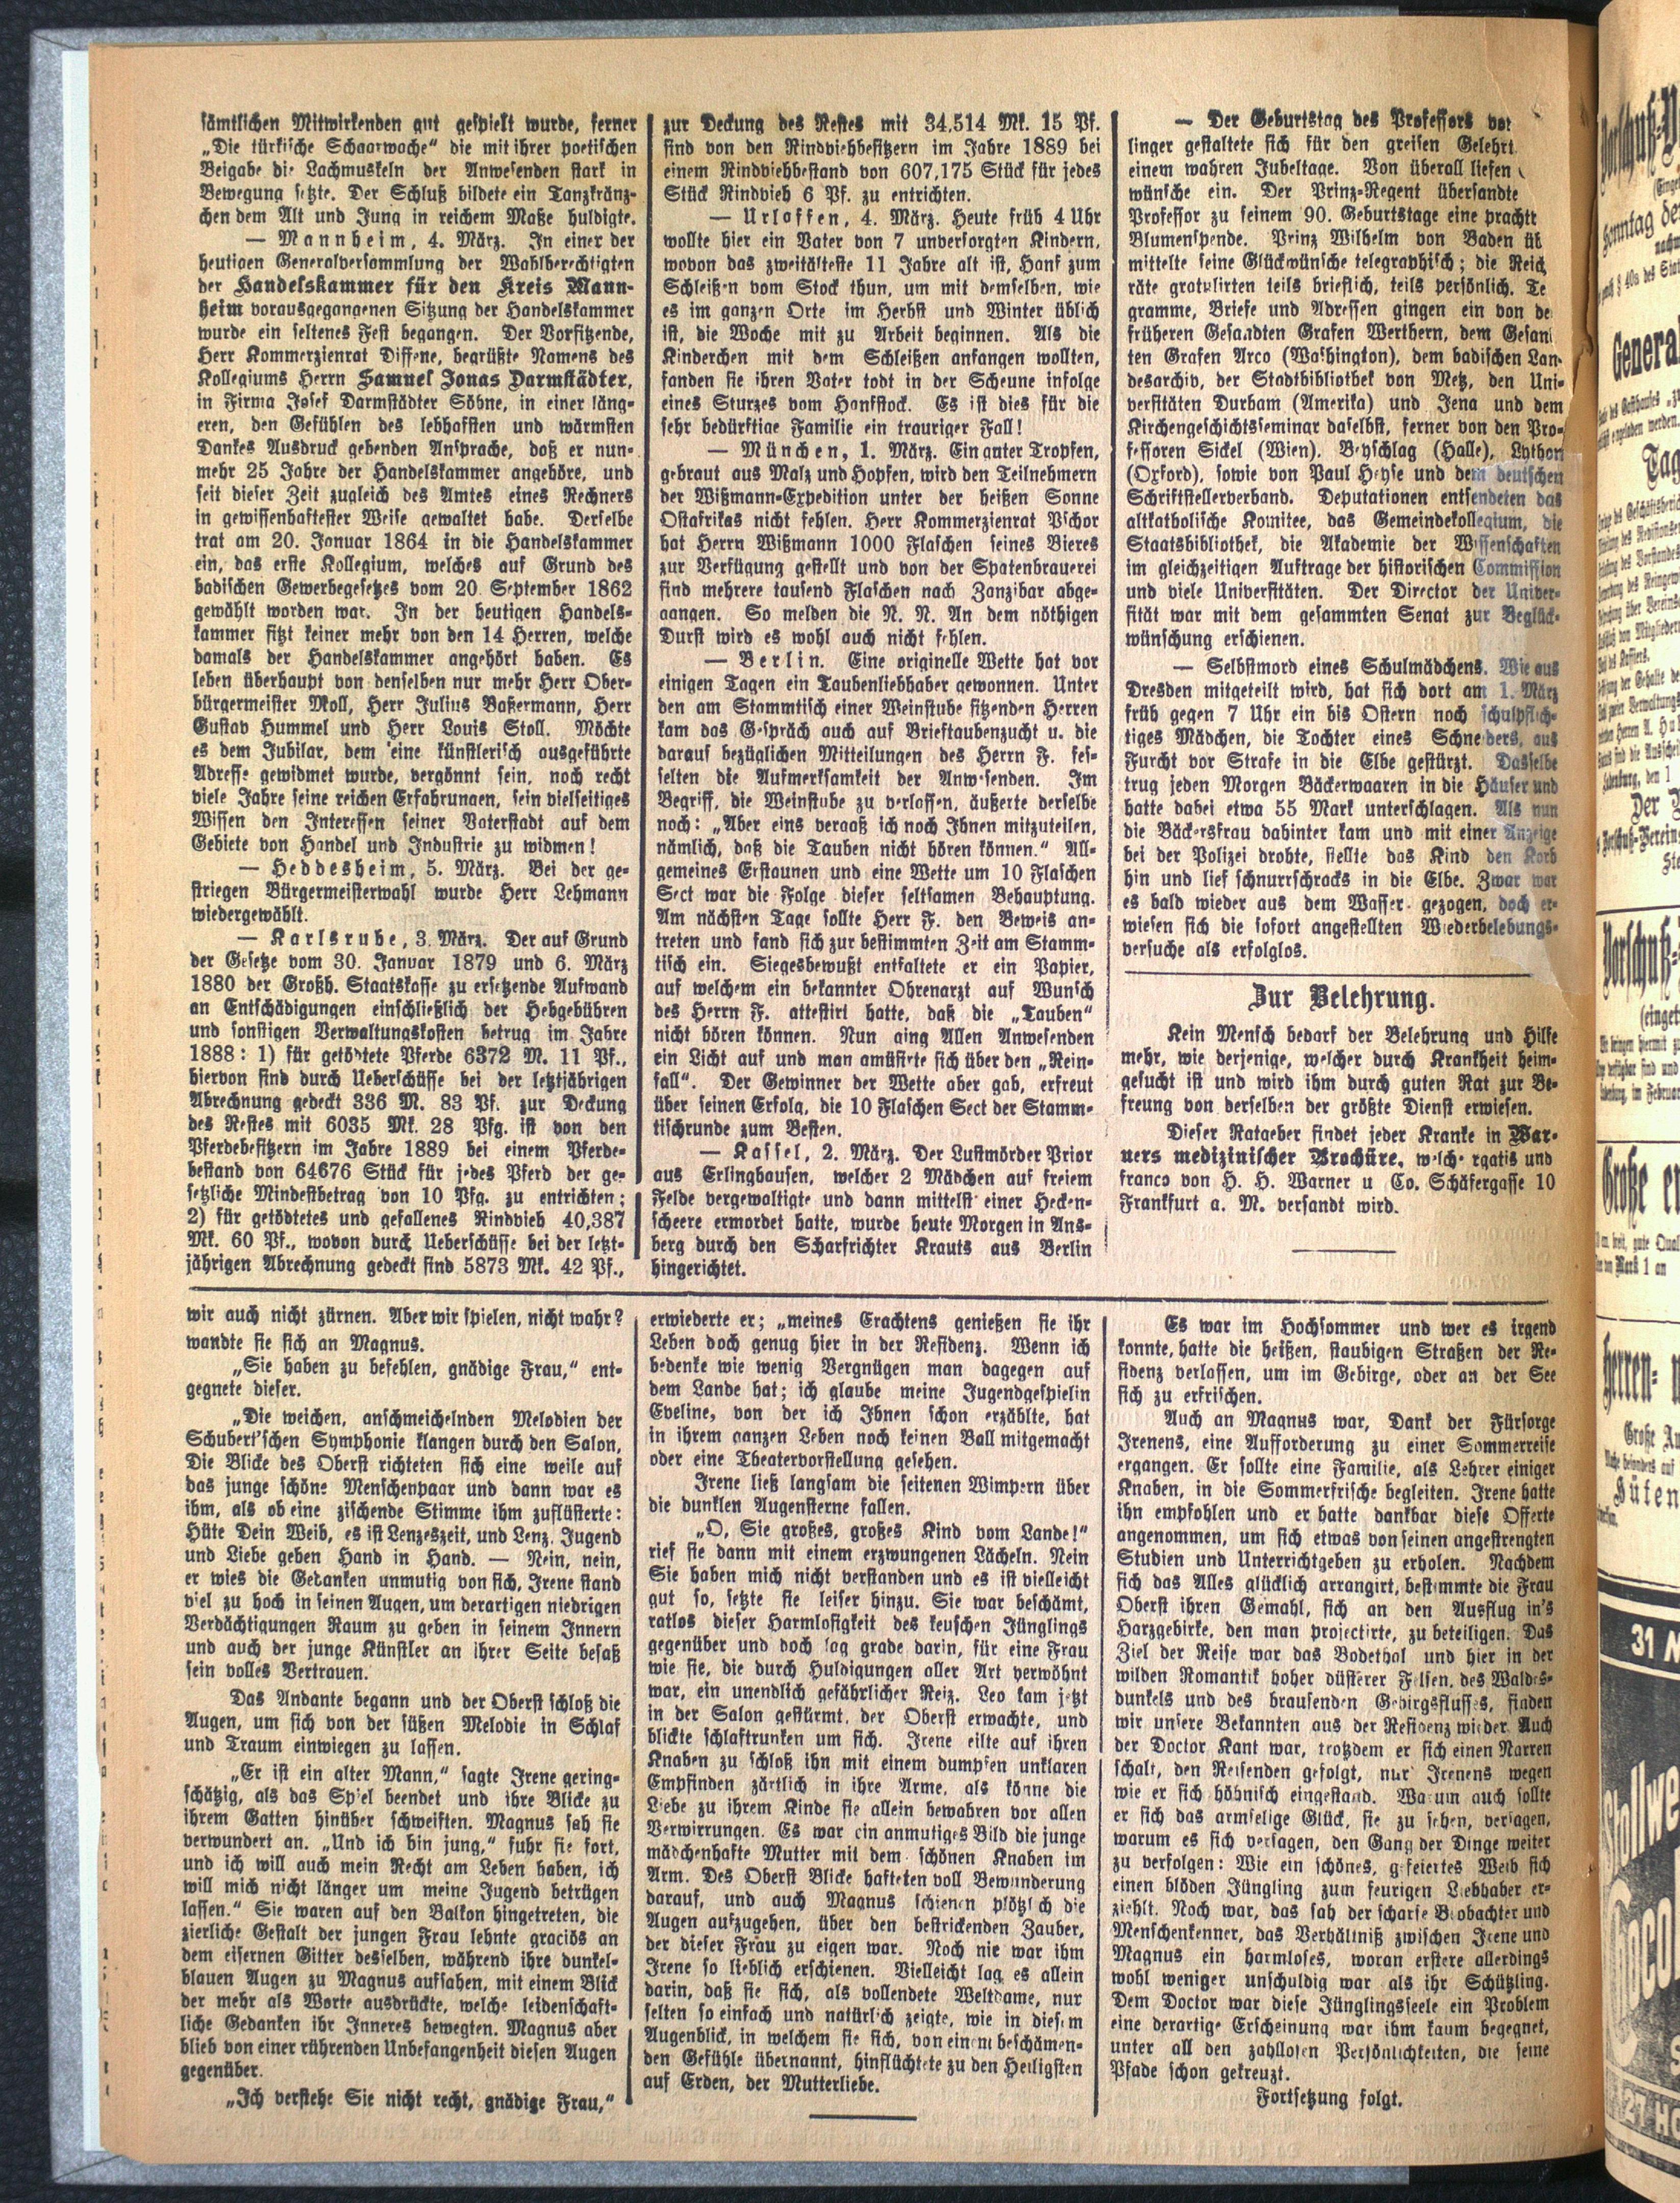 sämtlichen Mitwirkenden gut gespielt wurde, ferner
„Die türkische Schaarwache“ die mit ihrer poetischen
Beigabe die Lachmuskeln der Anwesenden stark in
Bewegung setzte. Der Schluß bildete ein Tanzkränz-
chen dem Alt und Jung in reichem Maße huldigte.
— Mannheim, 4. März. In einer der
heutigen Generalversammlung der Wahlberechtigten
der Handelskammer für den Kreis Mann-
heim vorausgegangenen Sitzung der Handelskammer
wurde ein seltenes Fest begangen. Der Vorsitzende,
Herr Kommerzienrat Diffene, begrüßte Namens des
Kollegiums Herrn Samuel Jonas Darmstädter,
in Firma Josef Darmstädter Söhne, in einer läng-
eren, den Gefühlen des lebhaften und wärmsten
Dankes Ausdruck gebenden Ansprache, daß er nun-
mehr 25 Jahre der Handelskammer angehöre, und
seit dieser Zeit zugleich des Amtes eines Rechners
in gewissenhaftester Weise gewaltet habe. Derselbe
trat am 20. Januar 1864 in die Handelskammer
ein, das erste Kollegium, welches auf Grund des
badischen Gewerbegesetzes vom 20 September 1862
gewählt worden war. In der heutigen Handels-
kammer sitzt keiner mehr von den 14 Herren, welche
damals der Handelskammer angehört haben. Es
leben überhaupt von denselben nur mehr Herr Ober-
bürgermeister Moll, Herr Julius Baßermann, Herr
Gustav Hummel und Herr Louis Stoll. Möchte
es dem Jubilar, dem eine künstlerisch ausgeführte
Adresse gewidmet wurde, vergönnt sein, noch recht
viele Jahre seine reichen Erfahrungen, sein vielseitiges
Wissen den Interessen seiner Vaterstadt auf dem
Gebiete von Handel und Industrie zu widmen!
— Heddesheim, 5. März. Bei der ge-
striegen Bürgermeisterwahl wurde Herr Lehmann
wiedergewählt.
— Karlsruhe, 3. März. Der auf Grund
der Gesetze vom 30. Januar 1879 und 6. März
1880 der Großh. Staatskasse zu ersetzende Aufwand
an Entschädigungen einschließlich der Hebgebühren
und sonstigen Verwaltungskosten betrug im Jahre
1888: 1) für getödtete Pferde 6372 M. 11 Pf.,
hiervon sind durch Ueberschüsse bei der letztjährigen
Abrechnung gedeckt 336 M. 83 Pf. zur Deckung
des Restes mit 6035 Mk. 28 Pfg. ist von den
Pferdebesitzern im Jahre 1889 bei einem Pferde-
bestand von 64676 Stück für jedes Pferd der ge-
setzliche Mindestbetrag von 10 Pfg. zu entrichten;
2) für getödtetes und gefallenes Rindvieh 40,387
Mk. 60 Pf., wovon durch Ueberschüsse bei der letzt-
jährigen Abrechnung gedeckt sind 5873 Mk. 42 Pf.,
zur Deckung des Restes mit 34,514 Mk. 15 Pf.
sind von den Rindviehbesitzern im Jahre 1889 bei
einem Rindviehbestand von 607,175 Stück für jedes
Stück Rindvieh 6 Pf. zu entrichten.
— Urloffen, 4. März. Heute früh 4 Uhr
wollte hier ein Vater von 7 unversorgten Kindern,
wovon das zweitälteste 11 Jahre alt ist, Hanf zum
Schleißen vom Stock thun, um mit demselben, wie
es im ganzen Orte im Herbst und Winter üblich
ist, die Woche mit zu Arbeit beginnen. Als die
Kinderchen mit dem Schleißen anfangen wollten,
fanden sie ihren Vater todt in der Scheune infolge
eines Sturzes vom Hanfstock. Es ist dies für die
sehr bedürftige Familie ein trauriger Fall!
— München, 1. März. Ein guter Tropfen,
gebraut aus Malz und Hopfen, wird den Teilnehmern
der Wißmann-Expedition unter der heißen Sonne
Ostafrikas nicht fehlen. Herr Kommerzienrat Pschor
hat Herrn Wißmann 1000 Flaschen seines Bieres
zur Verfügung gestellt und von der Spatenbrauerei
sind mehrere tausend Flaschen nach Zanzibar abge-
gangen. So melden die N. N. An dem nöthigen
Durst wird es wohl auch nicht fehlen.
— Berlin. Eine originelle Wette hat vor
einigen Tagen ein Taubenliebhaber gewonnen. Unter
den am Stammtisch einer Weinstube sitzenden Herren
kam das Gespräch auch auf Brieftaubenzucht u. die
darauf bezüglichen Mitteilungen des Herrn F. fes-
selten die Aufmerksamkeit der Anwesenden. Im
Begriff, die Weinstube zu verlassen, äußerte derselbe
noch: „Aber eins vergaß ich noch Ihnen mitzuteilen,
nämlich, daß die Tauben nicht hören können.“ All-
gemeines Erstaunen und eine Wette um 10 Flaschen
Sect war die Folge dieser seltsamen Behauptung.
Am nächsten Tage sollte Herr F. den Beweis an-
treten und fand sich zur bestimmten Zeit am Stamm-
tisch ein. Siegesbewußt entfaltete er ein Papier,
auf welchem ein bekannter Ohrenarzt auf Wunsch
des Herrn F. attestirt hatte, daß die „Tauben“
nicht hören können. Nun ging Allen Anwesenden
ein Licht auf und man amüsirte sich über den „Rein-
fall“. Der Gewinner der Wette aber gab, erfreut
über seinen Erfolg, die 10 Flaschen Sect der Stamm-
tischrunde zum Besten.
— Kassel, 2. März. Der Lustmörder Prior
aus Erlinghausen, welcher 2 Mädchen auf freiem
Felde vergewaltigte und dann mittelst einer Hecken-
scheere ermordet hatte, wurde heute Morgen in Ans-
berg durch den Scharfrichter Krauts aus Berlin
hingerichtet.
— Der Geburtstag des Professors
linger gestaltete sich für den greisen
einem wahren Jubeltage. Von überall liefen
wünsche ein. Der Prinz-Regent übersandte
Professor zu seinem 90. Geburtstage eine
Blumenspende. Prinz Wilhelm von Baden
mittelte seine Glückwünsche telegraphisch; die
räte gratulirten teils brieflich, teils persönlich.
gramme, Briefe und Adressen gingen ein von
früheren Gesandten Grafen Werthern, dem
ten Grafen Arco (Washington), dem badischen Lan-
desarchiv, der Stadtbibliothek von Metz, den Uni-
versitäten Durham (Amerika) und Jena und dem
Kirchengeschichtsseminar daselbst, ferner von den Pro-
fessoren Sickel (Wien). Beyschlag (Halle), Lython
(Oxford), sowie von Paul Heyse und dem deutschen
Schriftstellerverband. Deputationen entsendeten das
altkatholische Komitee, das Gemeindekollegium, die
Staatsbibliothek, die Akademie der Wissenschaften
im gleichzeitigen Auftrage der historischen Commission
und viele Universitäten. Der Director der Univer-
sität war mit dem gesammten Senat zur Beglück-
wünschung erschienen.
— Selbstmord eines Schulmädchens. Wie aus
Dresden mitgeteilt wird, hat sich dort am 1. März
früh gegen 7 Uhr ein bis Ostern noch schulpflich-
tiges Mädchen, die Tochter eines Schneiders, aus
Furcht vor Strafe in die Elbe gestürzt. Dasselbe
trug jeden Morgen Bäckerwaaren in die Häuser und
hatte dabei etwa 55 Mark unterschlagen. Als nun
die Bäckersfrau dahinter kam und mit einer Anzeige
bei der Polizei drohte, stellte das Kind den Korb
hin und lief schnurrschracks in die Elbe. Zwar war
es bald wieder aus dem Wasser gezogen, doch er-
wiesen sich die sofort angestellten Wiederbelebungs-
versuche als erfolglos.
Zur Belehrung.
Kein Mensch bedarf der Belehrung und Hilfe
mehr, wie derjenige, welcher durch Krankheit heim-
gesucht ist und wird ihm durch guten Rat zur Be-
freung von derselben der größte Dienst erwiesen.
Dieser Ratgeber findet jeder Kranke in War-
ners medizinischer Brochüre, welche rgatis und
franco von H. H. Warner u Co. Schäfergasse 10
Frankfurt a. M. versandt wird.
wir auch nicht zürnen. Aber wir spielen, nicht wahr?
wandte sie sich an Magnus.
„Sie haben zu befehlen, gnädige Frau,“ ent-
gegnete dieser.
„Die weichen, anschmeichelnden Melodien der
Schubert'schen Symphonie klangen durch den Salon,
Die Blicke des Oberst richteten sich eine weile auf
das junge schöne Menschenpaar und dann war es
ihm, als ob eine zischende Stimme ihm zuflüsterte:
Hüte Dein Weib, es ist Lenzeszeit, und Lenz, Jugend
und Liebe geben Hand in Hand. — Nein, nein,
er wies die Gedanken unmutig von sich, Irene stand
viel zu hoch in seinen Augen, um derartigen niedrigen
Verdächtigungen Raum zu geben in seinem Innern
und auch der junge Künstler an ihrer Seite besaß
sein volles Vertrauen.
Das Andante begann und der Oberst schloß die
Augen, um sich von der süßen Melodie in Schlaf
und Traum einwiegen zu lassen.
„Er ist ein alter Mann,“ sagte Irene gering-
schätzig, als das Spiel beendet und ihre Blicke zu
ihrem Gatten hinüber schweiften. Magnus sah sie
verwundert an. „Und ich bin jung,“ fuhr sie fort,
und ich will auch mein Recht am Leben haben, ich
will mich nicht länger um meine Jugend betrügen
lassen.“ Sie waren auf den Balkon hingetreten, die
zierliche Gestalt der jungen Frau lehnte graciös an
dem eisernen Gitter desselben, während ihre dunkel-
blauen Augen zu Magnus aufsahen, mit einem Blick
der mehr als Worte ausdrückte, welche leidenschaft-
liche Gedanken ihr Inneres bewegten. Magnus aber
blieb von einer rührenden Unbefangenheit diesen Augen
gegenüber.
„Ich verstehe Sie nicht recht, gnädige Frau,“
erwiederte er; „meines Erachtens genießen sie ihr
Leben doch genug hier in der Residenz. Wenn ich
bedenke wie wenig Vergnügen man dagegen auf
dem Lande hat; ich glaube meine Jugendgespielin
Eveline, von der ich Ihnen schon erzählte, hat
in ihrem ganzen Leben noch keinen Ball mitgemacht
oder eine Theatervorstellung gesehen.
Irene ließ langsam die seitenen Wimpern über
die dunklen Augensterne fallen.
„O, Sie großes, großes Kind vom Lande!“
rief sie dann mit einem erzwungenen Lächeln. Nein
Sie haben mich nicht verstanden und es ist vielleicht
gut so, setzte sie leiser hinzu. Sie war beschämt,
ratlos dieser Harmlosigkeit des keuschen Jünglings
gegenüber und doch lag grade darin, für eine Frau
wie sie, die durch Huldigungen aller Art verwöhnt
war, ein unendlich gefährlicher Reiz. Leo kam jetzt
in der Salon gestürmt, der Oberst erwachte, und
blickte schlaftrunken um sich. Irene eilte auf ihren
Knaben zu schloß ihn mit einem dumpfen unklaren
Empfinden zärtlich in ihre Arme, als könne die
Liebe zu ihrem Kinde sie allein bewahren vor allen
Verwirrungen. Es war ein anmutiges Bild die junge
mädchenhafte Mutter mit dem schönen Knaben im
Arm. Des Oberst Blicke hafteten voll Bewunderung
darauf, und auch Magnus schienen plötzlich die
Augen aufzugehen, über den bestrickenden Zauber,
der dieser Frau zu eigen war. Noch nie war ihm
Irene so lieblich erschienen. Vielleicht lag es allein
darin, daß sie sich, als vollendete Weltdame, nur
selten so einfach und natürlich zeigte, wie in diesem
Augenblick, in welchem sie sich, von einem beschämen-
den Gefühle übernannt, hinflüchtete zu den Heiligsten
auf Erden, der Mutterliebe.
Es war im Hochsommer und wer es irgend
konnte, hatte die heißen, staubigen Straßen der Re-
sidenz verlassen, um im Gebirge, oder an der See
sich zu erfrischen.
Auch an Magnus war, Dank der Fürsorge
Irenens, eine Aufforderung zu einer Sommerreise
ergangen. Er sollte eine Familie, als Lehrer einiger
Knaben, in die Sommerfrische begleiten. Irene hatte
ihn empfohlen und er hatte dankbar diese Offerte
angenommen, um sich etwas von seinen angestrengten
Studien und Unterrichtgeben zu erholen. Nachdem
sich das Alles glücklich arrangirt, bestimmte die Frau
Oberst ihren Gemahl, sich an den Ausflug in's
Harzgebirke, den man projectirte, zu beteiligen. Das
Ziel der Reise war das Bodethal und hier in der
wilden Romantik hoher düsterer Felsen, des Waldes-
dunkels und des brausenden Gebirgsflusses, finden
wir unsere Bekannten aus der Residenz wieder. Auch
der Doctor Kant war, trotzdem er sich einen Narren
schalt, den Reisenden gefolgt, nur Irenens wegen
wie er sich höhnisch eingestand. Warum auch sollte
er sich das armselige Glück, sie zu sehen, versagen,
warum es sich versagen, den Gang der Dinge weiter
zu verfolgen: Wie ein schönes, gefeiertes Weib sich
einen blöden Jüngling zum feurigen Liebhaber er-
ziehlt. Noch war, das sah der scharfe Beobachter und
Menschenkenner, das Verhältniß zwischen Irene und
Magnus ein harmloses, woran erstere allerdings
wohl weniger unschuldig war als ihr Schützling.
Dem Doctor war diese Jünglingsseele ein Problem
eine derartige Erscheinung war ihm kaum begegnet,
unter all den zahllosen Persönlichkeiten, die seine
Pfade schon gekreuzt.
Fortsetzung folgt.